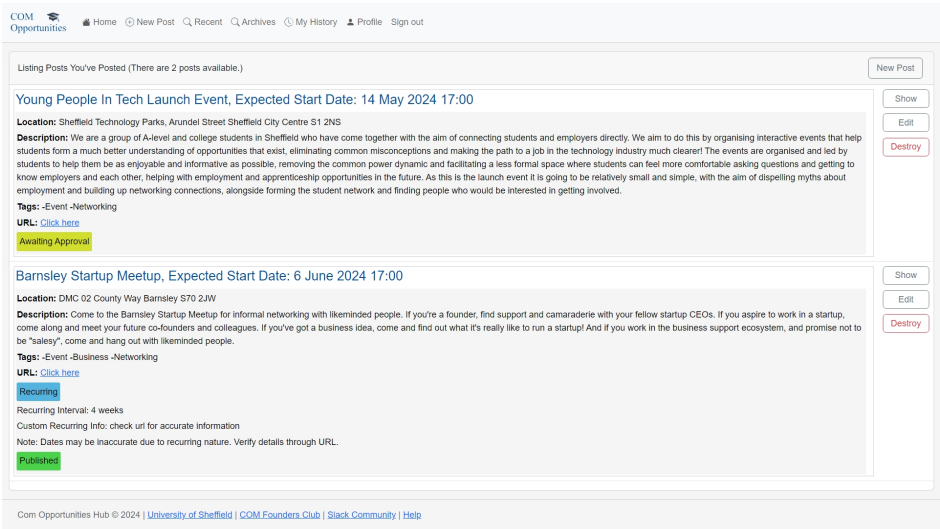 COM
Opportunities
Home New Post Recent Archives My History Profile Sign out
Listing Posts You've Posted (There are 2 posts available.)
New Post
Young People In Tech Launch Event, Expected Start Date: 14 May 2024 17:00
Show
Location: Sheffield Technology Parks, Arundel Street Sheffield City Centre S1 2NS
Edit
Description: We are a group of A-level and college students in Sheffield who have come together with the aim of connecting students and employers directly. We aim to do this by organising interactive events that help
students form a much better understanding of opportunities that exist, eliminating common misconceptions and making the path to a job in the technology industry much clearer! The events are organised and led by
Destroy
students to help them be as enjoyable and informative as possible, removing the common power dynamic and facilitating a less formal space where students can feel more comfortable asking questions and getting to
know employers and each other, helping with employment and apprenticeship opportunities in the future. As this is the launch event it is going to be relatively small and simple, with the aim of dispelling myths about
employment and building up networking connections, alongside forming the student network and finding people who would be interested in getting involved.
Tags: -Event -Networking
URL: Click here
Awaiting Approval
Barnsley Startup Meetup, Expected Start Date: 6 June 2024 17:00
Show
Location: DMC 02 County Way Barnsley S70 2JW
Edit
Description: Come to the Barnsley Startup Meetup for informal networking with likeminded people. If you're a founder, find support and camaraderie with your fellow startup CEOs. If you aspire to work in a startup,
come along and meet your future co-founders and colleagues. If you've got a business idea, come and find out what it's really like to run a startup! And if you work in the business support ecosystem, and promise not to
Destroy
be "salesy", come and hang out with likeminded people.
Tags: -Event -Business -Networking
URL: Click here
Recurring
Recurring Interval: 4 weeks
Custom Recurring Info: check url for accurate information
Note: Dates may be inaccurate due to recurring nature. Verify details through URL.
Published
Com Opportunities Hub © 2024 | University of Sheffield | COM Founders Club | Slack Community | Help